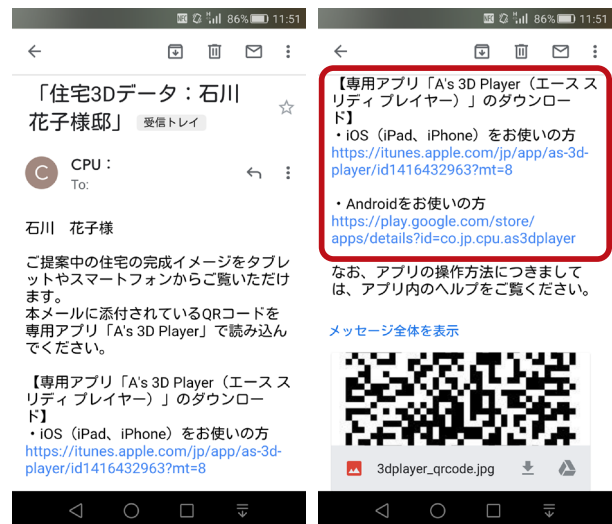 86% 11:51
「住宅3Dデータ：石川
花子様邸」 受信トレイ
C
CPU：
To:
石川　花子様
ご提案中の住宅の完成イメージをタブレ
ットやスマートフォンからご覧いただけ
ます。
本メールに添付されているQRコードを
専用アプリ「A's 3D Player」で読み込ん
でください。
【専用アプリ「A's 3D Player（エース ス
リディ プレイヤー）」のダウンロー
ド】
・iOS（iPad、iPhone）をお使いの方
https://itunes.apple.com/jp/app/as-3d-
player/id1416432963?mt=8
86% 11:51
【専用アプリ「A's 3D Player（エース ス
リディ プレイヤー）」のダウンロー
ド】
・iOS（iPad、iPhone）をお使いの方
https://itunes.apple.com/jp/app/as-3d-
player/id1416432963?mt=8
・Androidをお使いの方
https://play.google.com/store/
apps/details?id=co.jp.cpu.as3dplayer
なお、アプリの操作方法につきまして
は、アプリ内のヘルプをご覧ください。
メッセージ全体を表示
3dplayer_qrcode.jpg